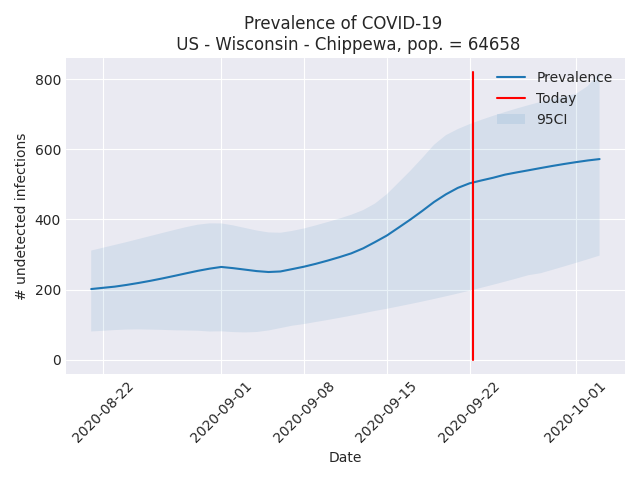 Prevalence of COVID-19
US - Wisconsin - Chippewa, pop. = 64658
Prevalence
Today
95CI
# undetected infections
800
600
400
200
0
2020-08-22
2020-09-01
2020-09-08
2020-09-15
2020-09-22
2020-10-01
Date